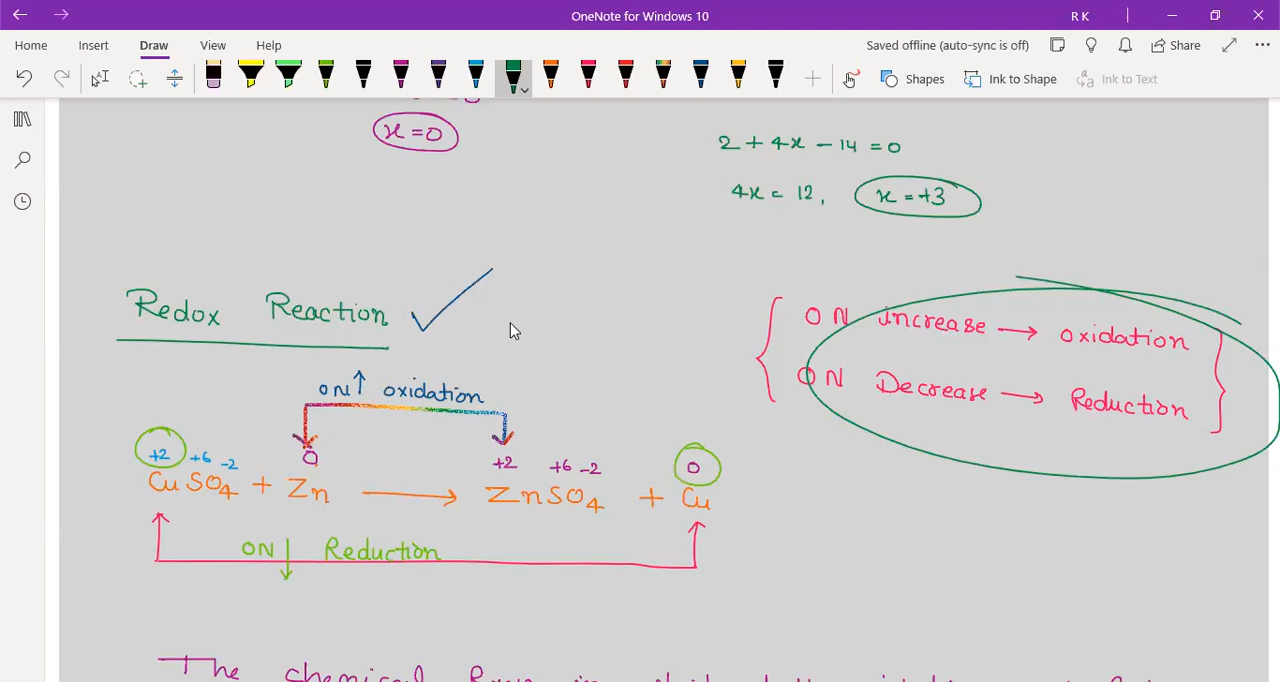 OneNote for Windows 10
R K
Home Insert Draw View Help
Saved offline (auto-sync is off)
Share
Shapes
Ink to Shape
Ink to Text
x=0
2 + 4x - 14 = 0
4x = 12, x = +3
Redox Reaction
ON increase → oxidation
ON Decrease → Reduction
ON↑ oxidation
+2 +6 -2 0 +2 +6 -2 0
CuSO4 + Zn → ZnSO4 + Cu
ON↓ Reduction
The chemical